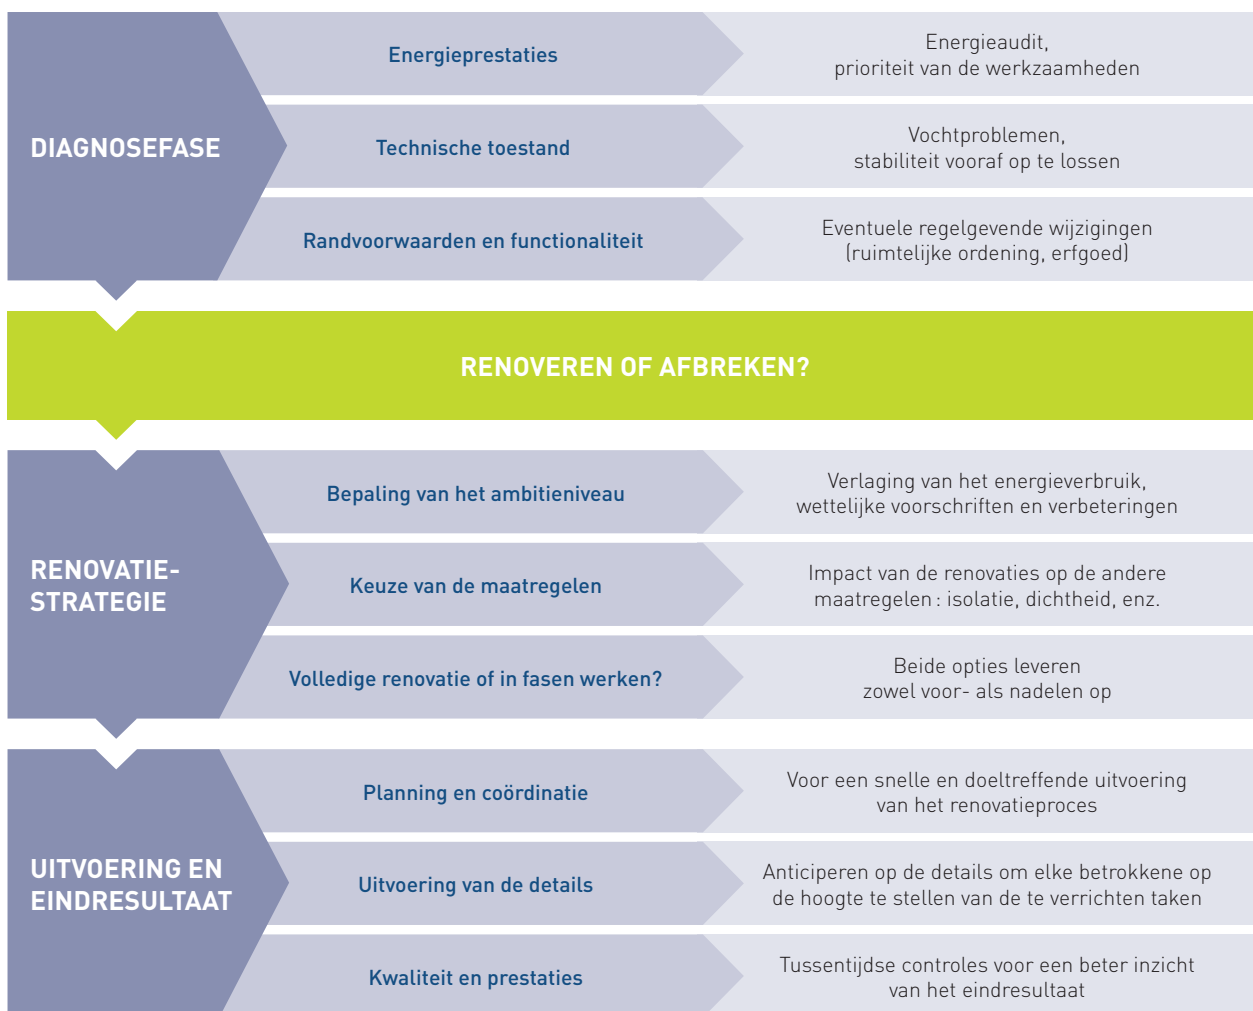 DIAGNOSEFASE
Energieprestaties
Energieaudit,
prioriteit van de werkzaamheden
Technische toestand
Vochtproblemen,
stabiliteit vooraf op te lossen
Randvoorwaarden en functionaliteit
Eventuele regelgevende wijzigingen
(ruimtelijke ordening, erfgoed)
RENOVEREN OF AFBREKEN?
RENOVATIE-
STRATEGIE
Bepaling van het ambitieniveau
Verlaging van het energieverbruik,
wettelijke voorschriften en verbeteringen
Keuze van de maatregelen
Impact van de renovaties op de andere
maatregelen : isolatie, dichtheid, enz.
Volledige renovatie of in fasen werken?
Beide opties leveren
zowel voor- als nadelen op
UITVOERING EN
EINDRESULTAAT
Planning en coördinatie
Voor een snelle en doeltreffende uitvoering
van het renovatieproces
Uitvoering van de details
Anticiperen op de details om elke betrokkene op
de hoogte te stellen van de te verrichten taken
Kwaliteit en prestaties
Tussentijdse controles voor een beter inzicht
van het eindresultaat